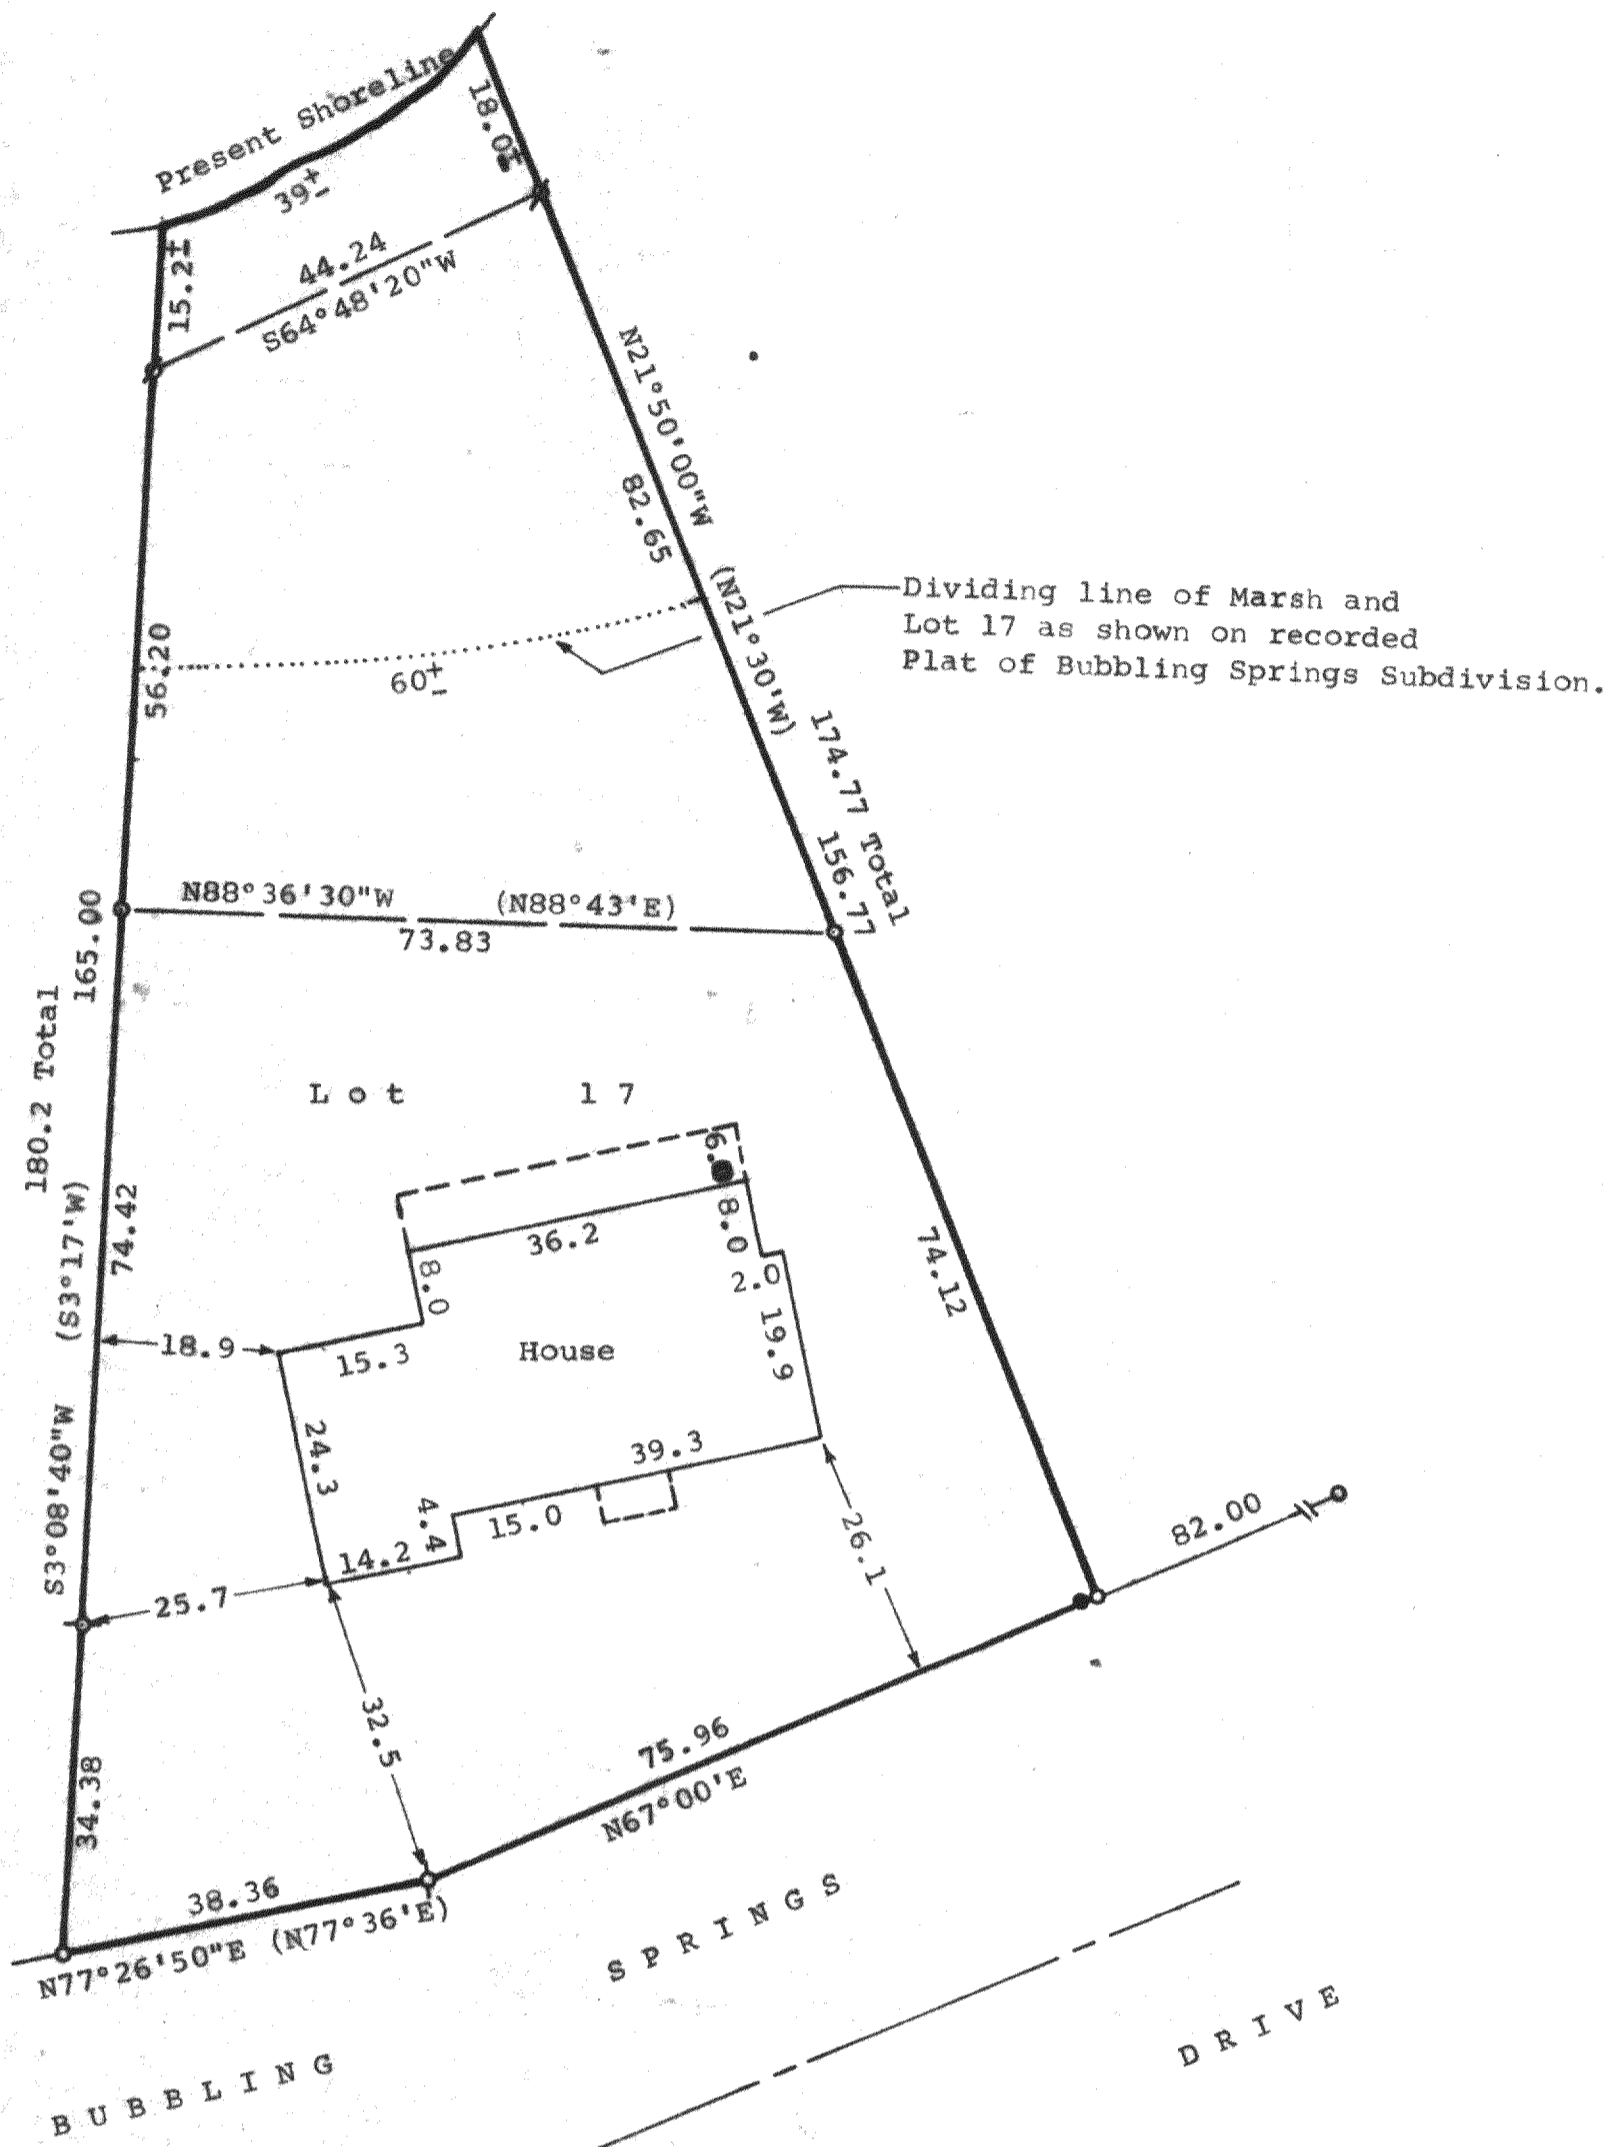 Present Shoreline
39±
18.0±
15.2±
44.24
S64°48'20"W
N21°50'00"W (N21°30'W)
82.65
Dividing line of Marsh and
Lot 17 as shown on recorded
Plat of Bubbling Springs Subdivision.
60±
56.20
174.77 Total
156.77
N88°36'30"W (N88°43'E)
73.83
165.00
180.2 Total
S3°08'40"W (S3°17'W)
74.42
Lot 17
74.12
36.2
8.0
8.0
2.0
19.9
18.9
15.3
House
24.3
39.3
4.4
15.0
14.2
25.7
26.1
82.00
32.5
75.96
N67°00'E
34.38
38.36
N77°26'50"E (N77°36'E)
BUBBLING SPRINGS DRIVE